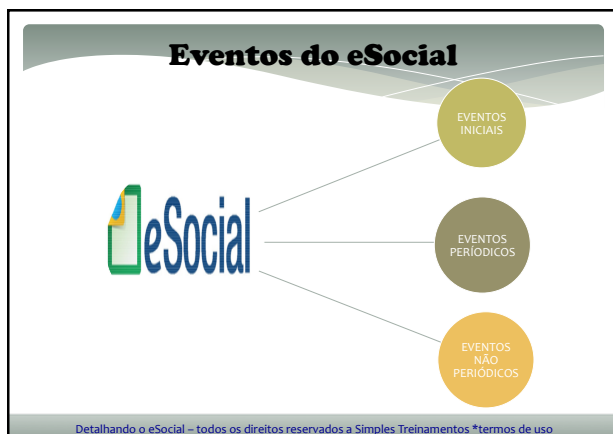 Eventos do eSocial
EVENTOS
INICIAIS
eSocial
EVENTOS
PERÍODICOS
EVENTOS
NÃO
PERIÓDICOS
Detalhando o eSocial – todos os direitos reservados a Simples Treinamentos *termos de uso